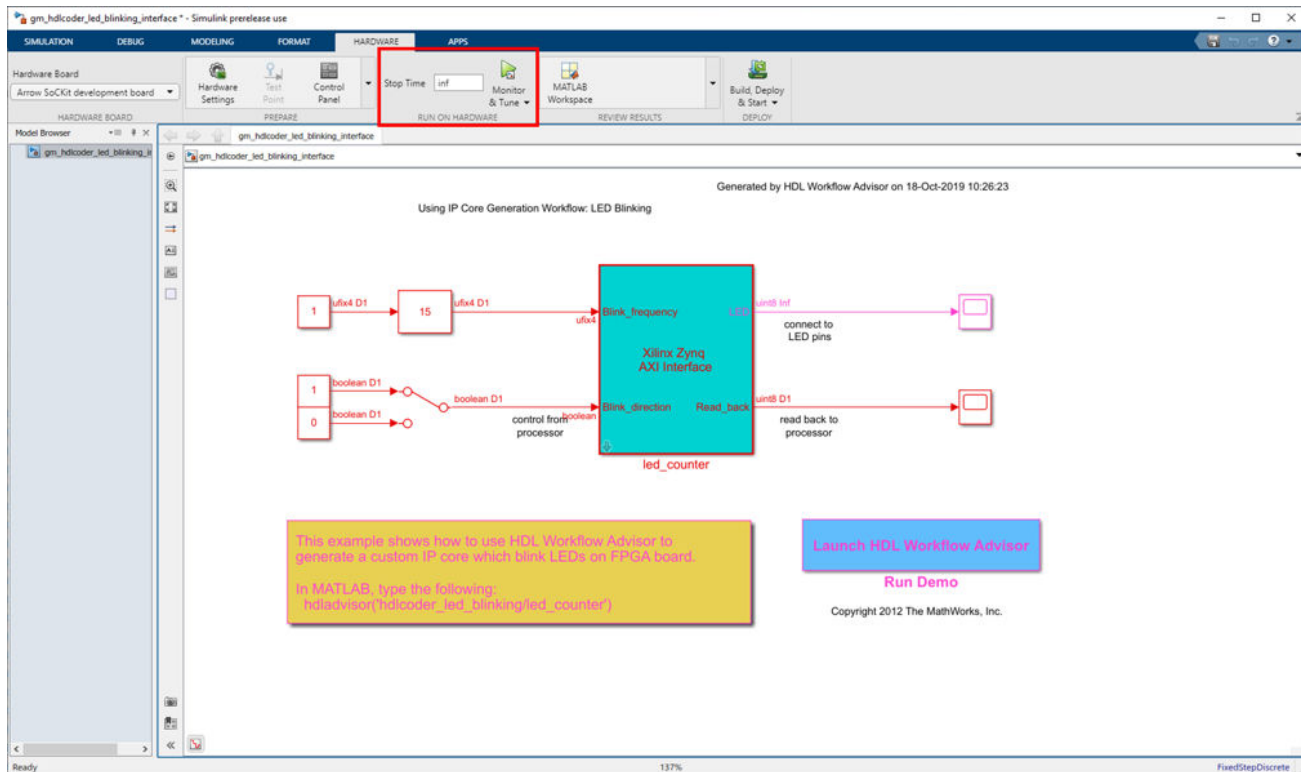 gm_hdlcoder_led_blinking_interface * - Simulink prerelease use
SIMULATION DEBUG MODELING FORMAT HARDWARE APPS
Hardware Board
Arrow SoCKit development board
HARDWARE BOARD
Hardware
Settings
Test
Point
Control
Panel
PREPARE
Stop Time inf
Monitor
& Tune
RUN ON HARDWARE
MATLAB
Workspace
REVIEW RESULTS
Build, Deploy
& Start
DEPLOY
Model Browser
gm_hdlcoder_led_blinking_interface
gm_hdlcoder_led_blinking_ir
gm_hdlcoder_led_blinking_interface
Generated by HDL Workflow Advisor on 18-Oct-2019 10:26:23
Using IP Core Generation Workflow: LED Blinking
1
ufix4 D1
15
ufix4 D1
ufix4
Blink_frequency
LED
uint8 Inf
connect to
LED pins
Xilinx Zynq
AXI Interface
1
boolean D1
0
boolean D1
boolean D1
control from
processor
boolean
Blink_direction
Read_back
uint8 D1
read back to
processor
led_counter
This example shows how to use HDL Workflow Advisor to
generate a custom IP core which blink LEDs on FPGA board.
In MATLAB, type the following:
hdladvisor('hdlcoder_led_blinking/led_counter')
Launch HDL Workflow Advisor
Run Demo
Copyright 2012 The MathWorks, Inc.
Ready
137%
FixedStepDiscrete